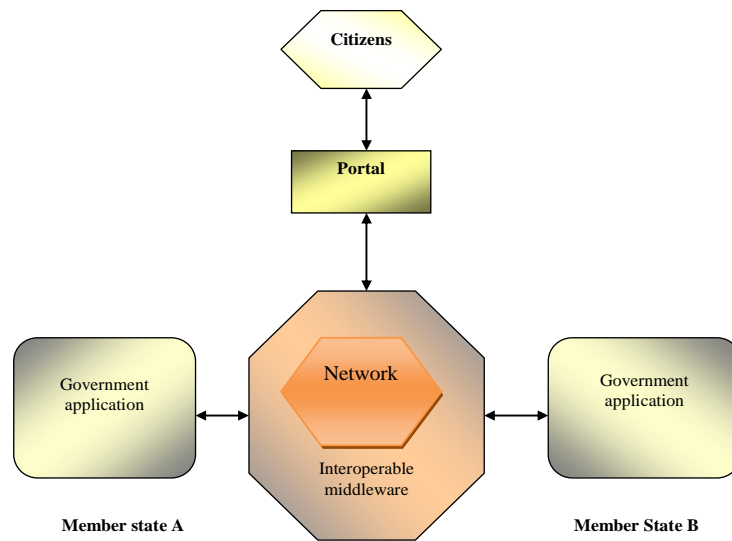 Citizens
Portal
Network
Government
application
Government
application
Interoperable
middleware
Member state A
Member State B